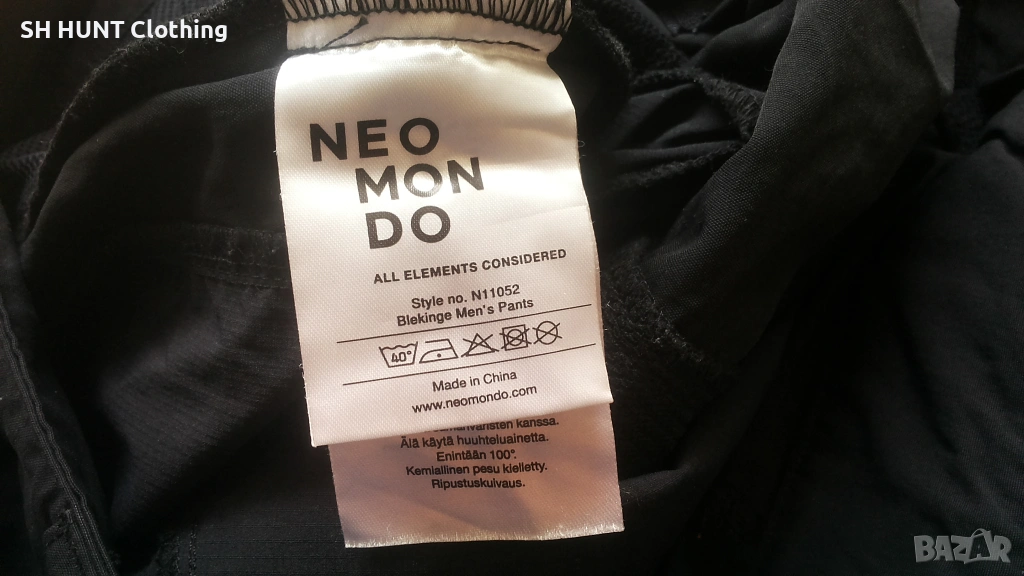 SH HUNT Clothing
NEO
MON
DO
ALL ELEMENTS CONSIDERED
Style no. N11052
Blekinge Men's Pants
40°
Made in China
www.neomondo.com
kanssa.
Älä käytä huuhteluainetta.
Enintään 100°.
Kemiallinen pesu kielletty.
Ripustuskuivaus.
BAZAR